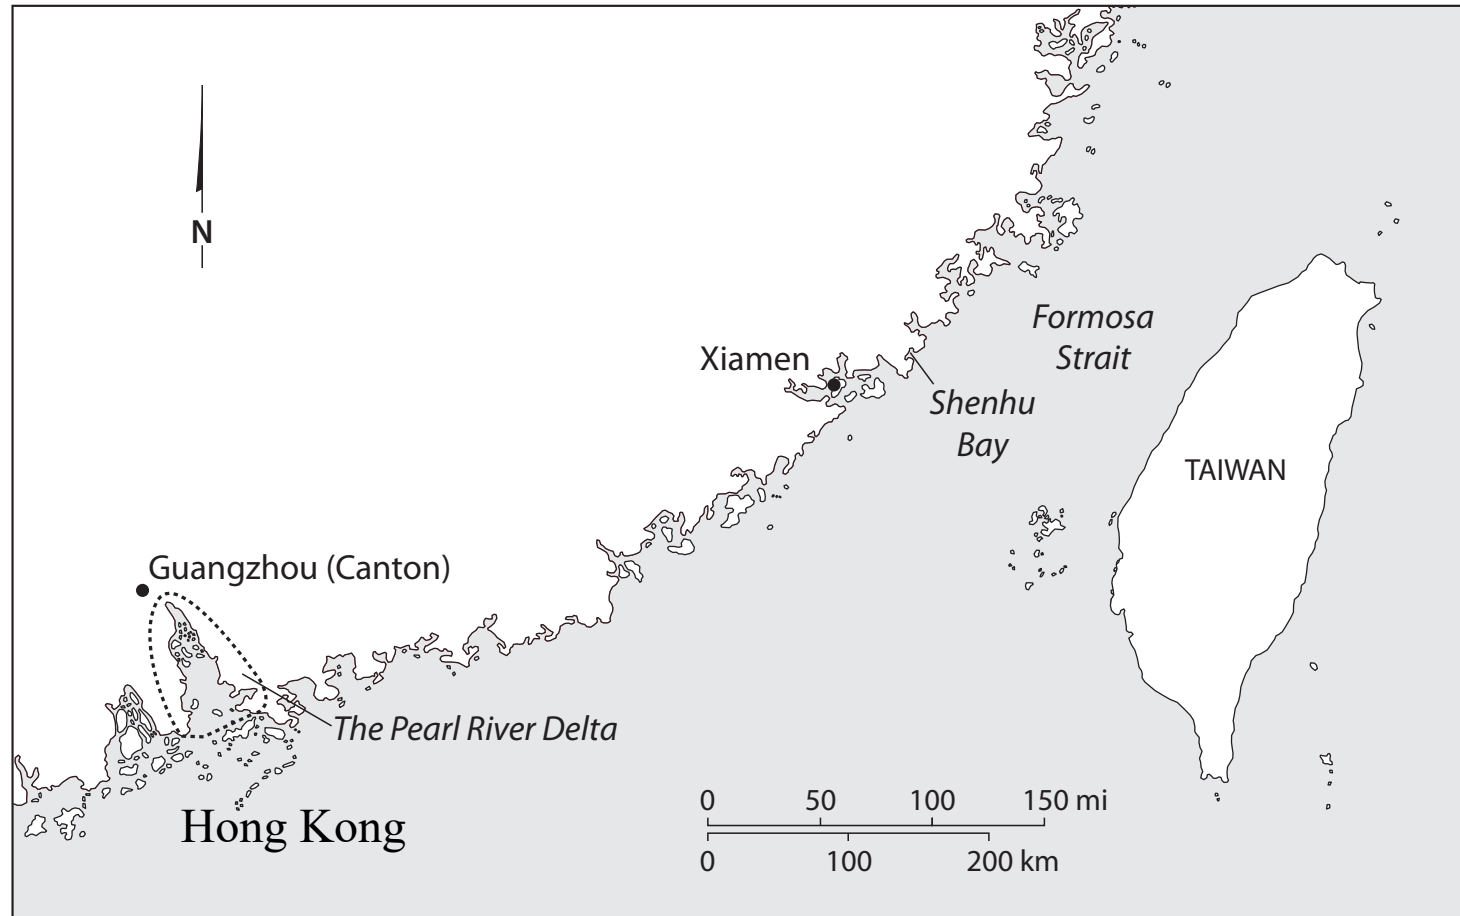 N
Formosa
Strait
Xiamen
Shenhu
Bay
TAIWAN
Guangzhou (Canton)
The Pearl River Delta
Hong Kong
0 50 100 150 mi
0 100 200 km